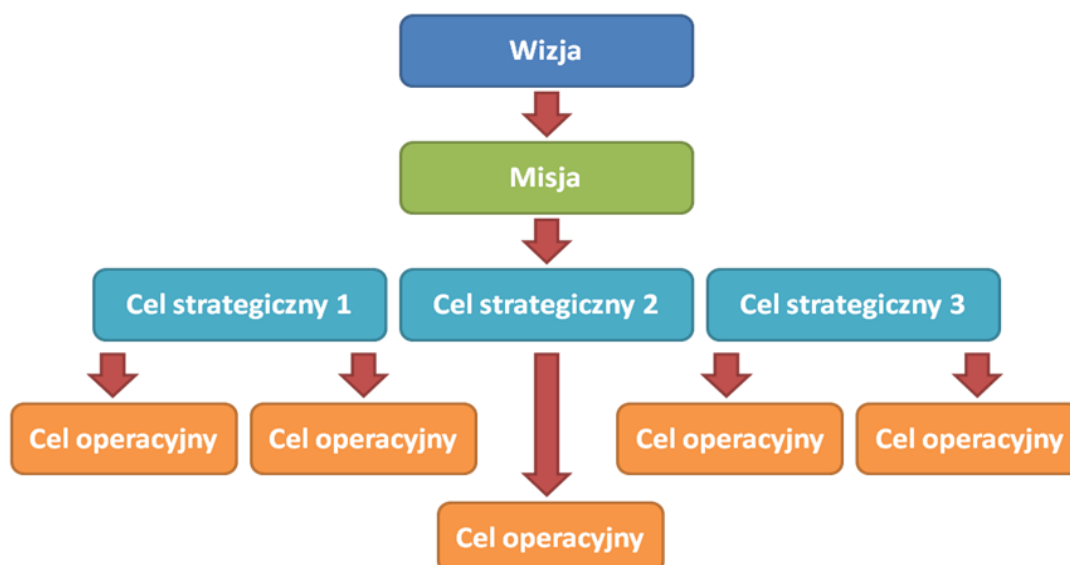 Wizja
Misja
Cel strategiczny 1
Cel strategiczny 2
Cel strategiczny 3
Cel operacyjny
Cel operacyjny
Cel operacyjny
Cel operacyjny
Cel operacyjny